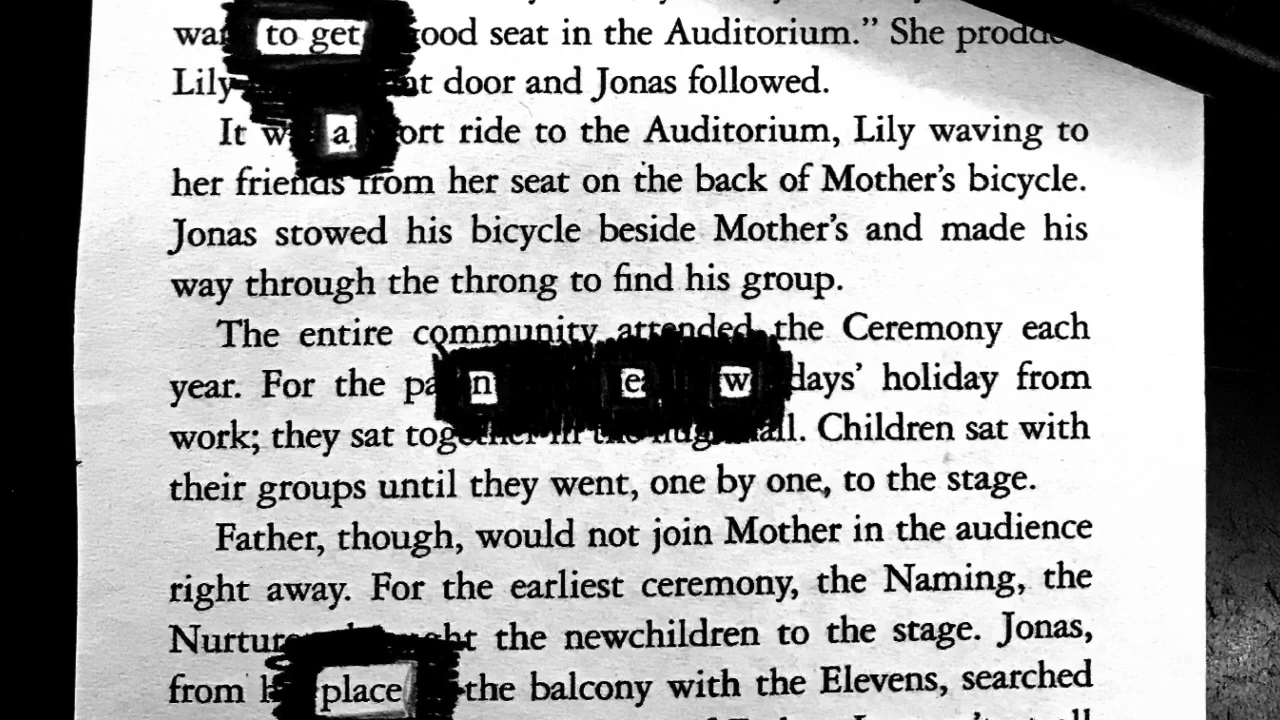 to get ood seat in the Auditorium.” She
Lily door and Jonas followed.
It a ort ride to the Auditorium, Lily waving to
her friends from her seat on the back of Mother’s bicycle.
Jonas stowed his bicycle beside Mother’s and made his
way through the throng to find his group.
The entire community attended the Ceremony each
year. For the pa n e w days’ holiday from
work; they sat together in the all. Children sat with
their groups until they went, one by one, to the stage.
Father, though, would not join Mother in the audience
right away. For the earliest ceremony, the Naming, the
the newchildren to the stage. Jonas,
from place the balcony with the Elevens, searched